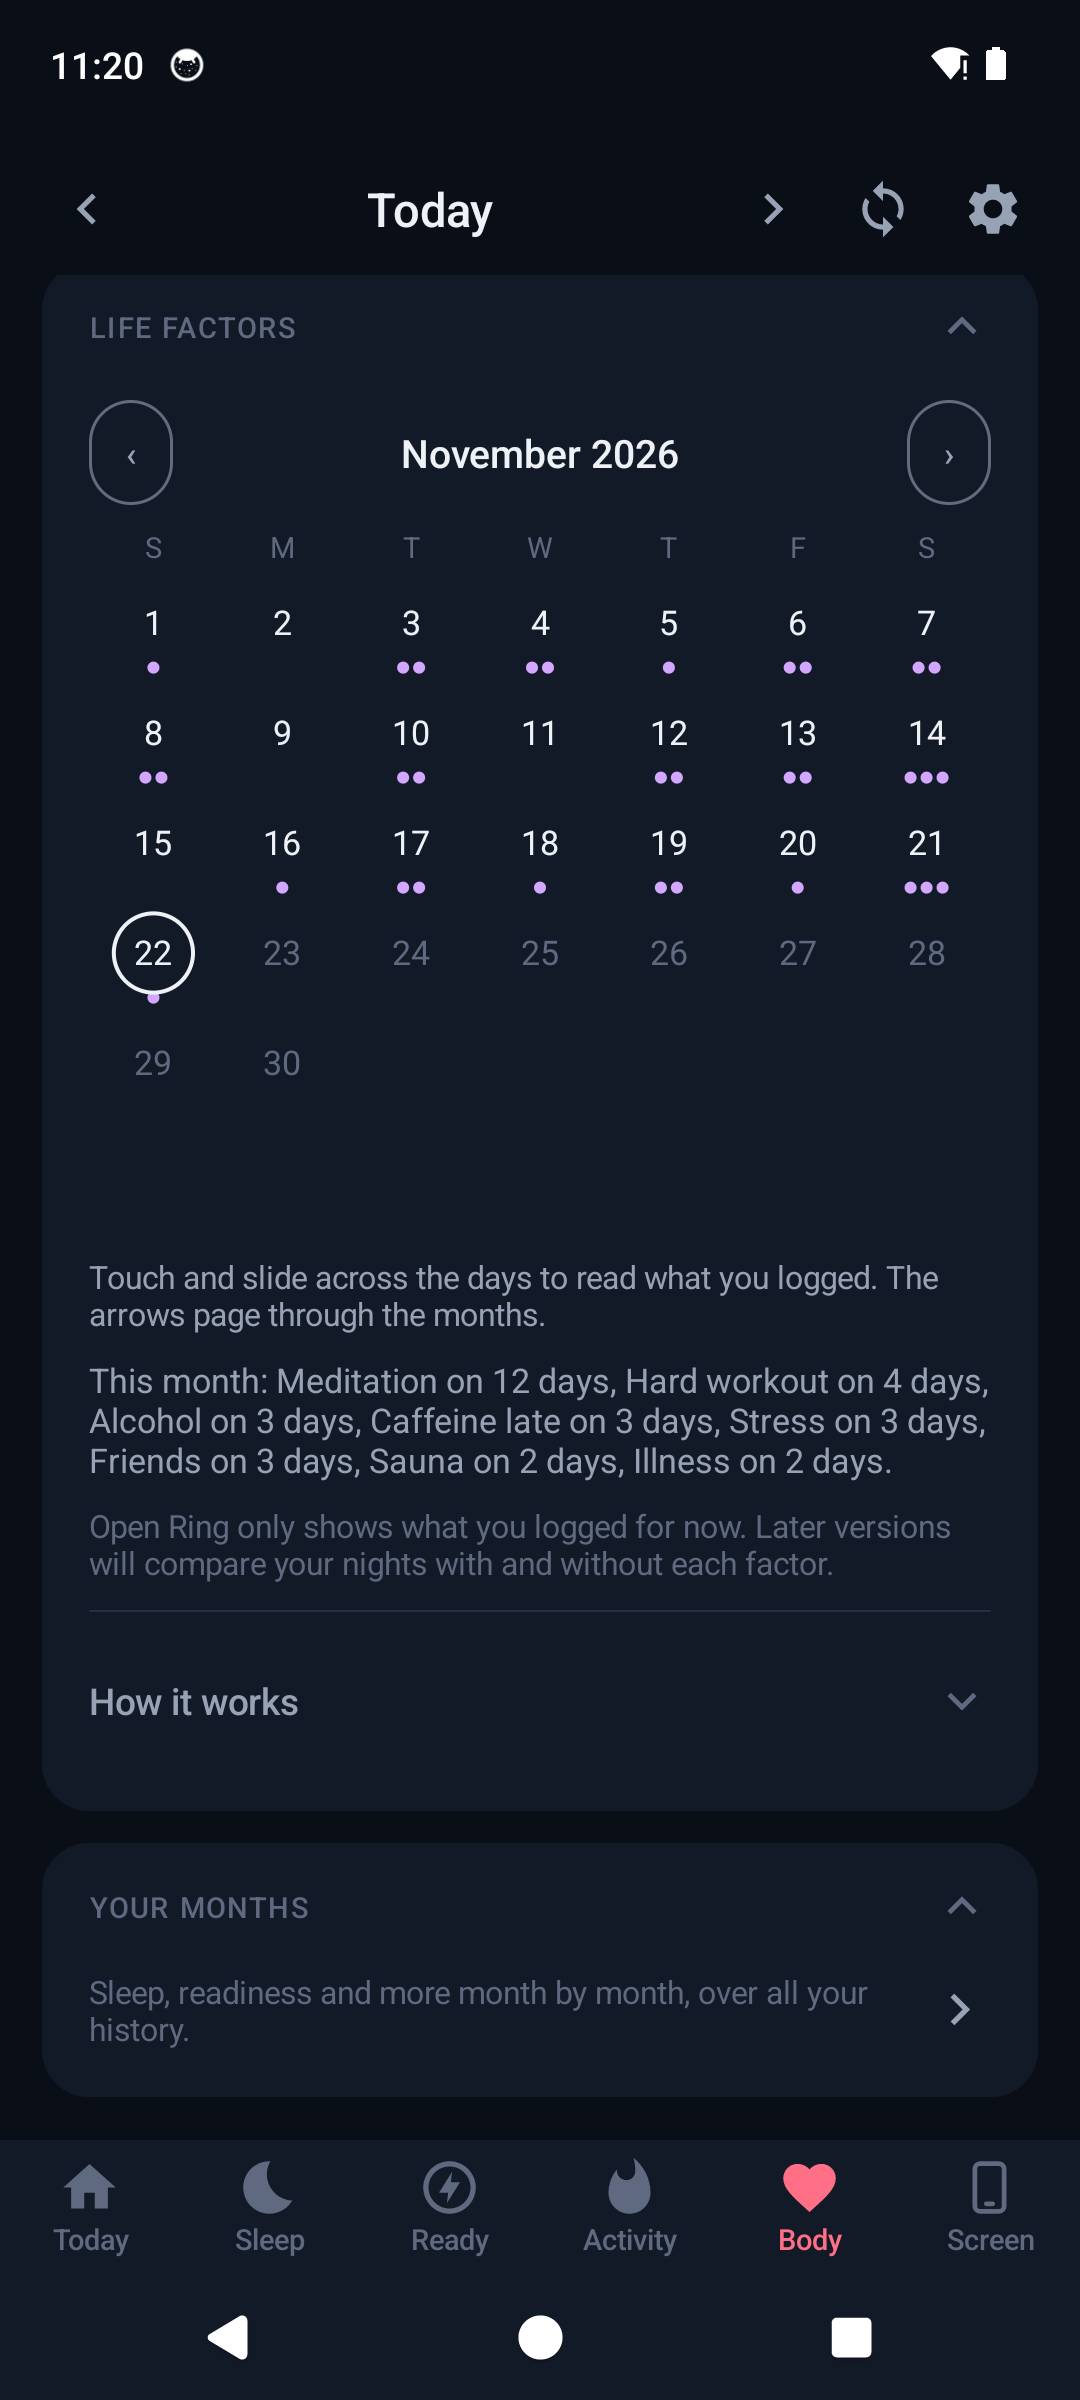 11:20
Today
LIFE FACTORS
‹ November 2026 ›
S M T W T F S
1 2 3 4 5 6 7
8 9 10 11 12 13 14
15 16 17 18 19 20 21
22 23 24 25 26 27 28
29 30
Touch and slide across the days to read what you logged. The
arrows page through the months.
This month: Meditation on 12 days, Hard workout on 4 days,
Alcohol on 3 days, Caffeine late on 3 days, Stress on 3 days,
Friends on 3 days, Sauna on 2 days, Illness on 2 days.
Open Ring only shows what you logged for now. Later versions
will compare your nights with and without each factor.
How it works
YOUR MONTHS
Sleep, readiness and more month by month, over all your
history.
Today Sleep Ready Activity Body Screen